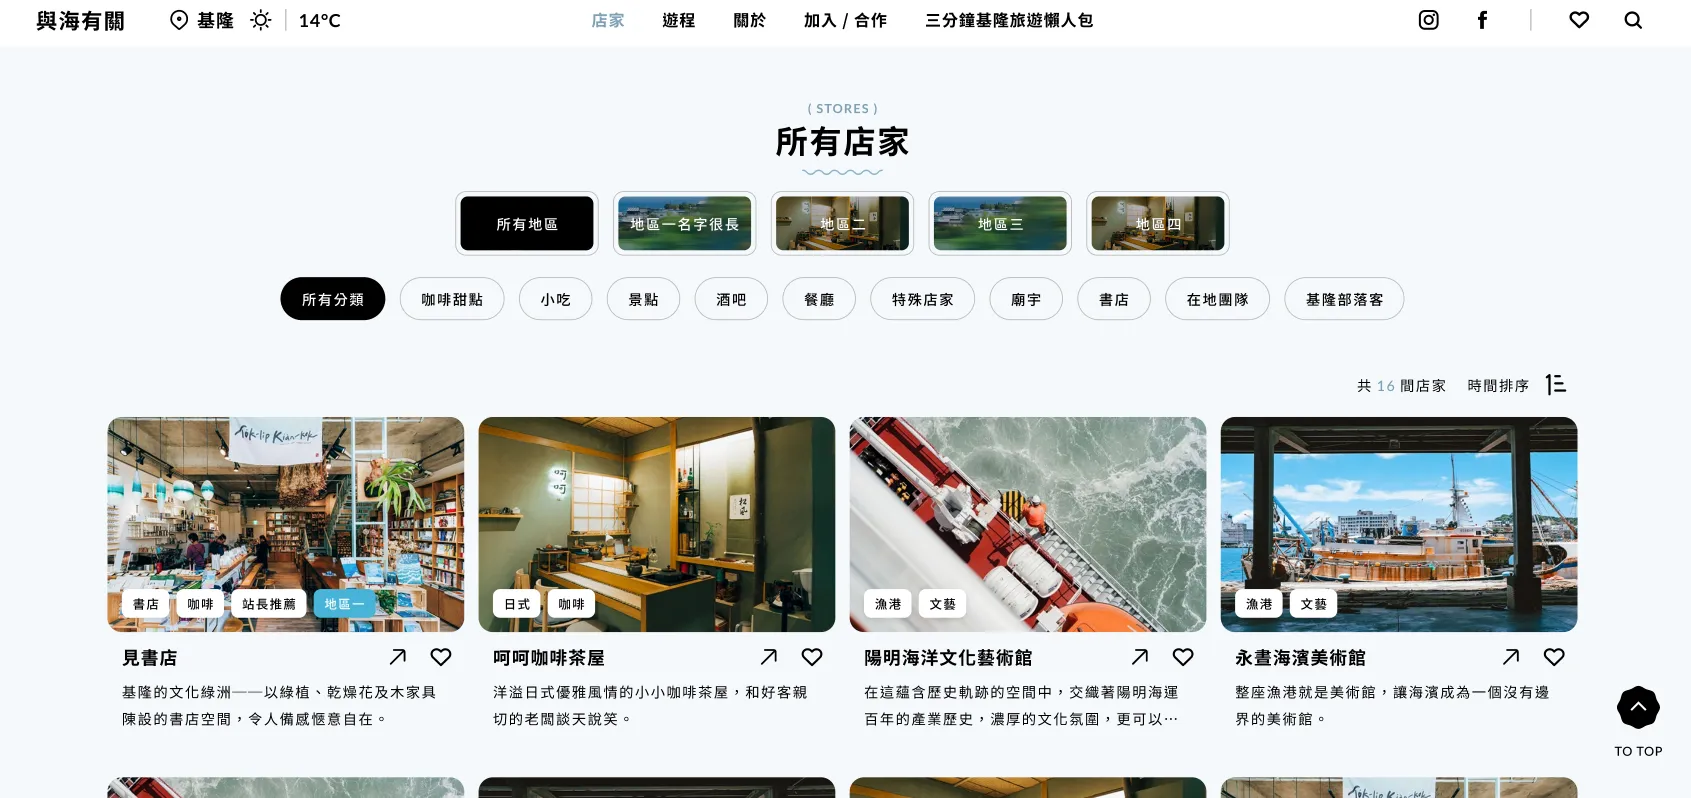 與海有關
基隆 14°C
店家 遊程 關於 加入 / 合作 三分鐘基隆旅遊懶人包
( STORES )
所有店家
所有地區 地區一名字很長 地區二 地區三 地區四
所有分類 咖啡甜點 小吃 景點 酒吧 餐廳 特殊店家 廟宇 書店 在地團隊 基隆部落客
共 16 間店家 時間排序
書店 咖啡 站長推薦 地區一
日式 咖啡
漁港 文藝
漁港 文藝
見書店
基隆的文化綠洲——以綠植、乾燥花及木家具
陳設的書店空間，令人備感愜意自在。
呵呵咖啡茶屋
洋溢日式優雅風情的小小咖啡茶屋，和好客親
切的老闆談天說笑。
陽明海洋文化藝術館
在這蘊含歷史軌跡的空間中，交織著陽明海運
百年的產業歷史，濃厚的文化氛圍，更可以…
永晝海濱美術館
整座漁港就是美術館，讓海濱成為一個沒有邊
界的美術館。
TO TOP